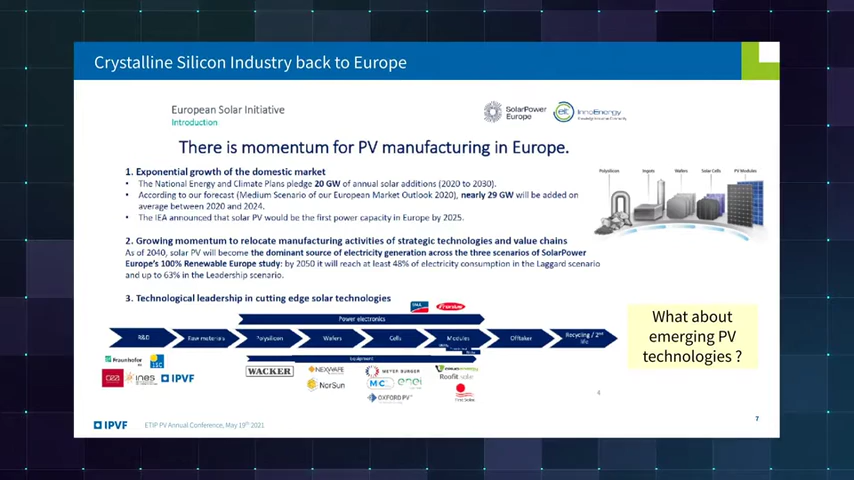 Crystalline Silicon Industry back to Europe
European Solar Initiative
Introduction
SolarPower
Europe
eit
InnoEnergy
There is momentum for PV manufacturing in Europe.
1. Exponential growth of the domestic market
• The National Energy and Climate Plans pledge 20 GW of annual solar additions (2020 to 2030).
• According to our forecast (Medium Scenario of our European Market Outlook 2020), nearly 29 GW will be added on
average between 2020 and 2024.
• The IEA announced that solar PV would be the first power capacity in Europe by 2025.
Polysilicon Ingots Wafers Solar Cells PV Modules
2. Growing momentum to relocate manufacturing activities of strategic technologies and value chains
As of 2040, solar PV will become the dominant source of electricity generation across the three scenarios of SolarPower
Europe's 100% Renewable Europe study: by 2050 it will reach at least 48% of electricity consumption in the Laggard scenario
and up to 63% in the Leadership scenario.
3. Technological leadership in cutting edge solar technologies
SMA Fronius
Power electronics
R&D Raw materials Polysilicon Wafers Cells Modules Offtaker Recycling / 2nd
life
Equipment
Fraunhofer
ISE
ISC
ines
IPVF
WACKER
NEXWAFE
NorSun
MEYER BURGER
enel
OXFORD PV
Roofit solar
What about
emerging PV
technologies ?
6
IPVF
ETIP PV Annual Conference, May 19th 2021
7